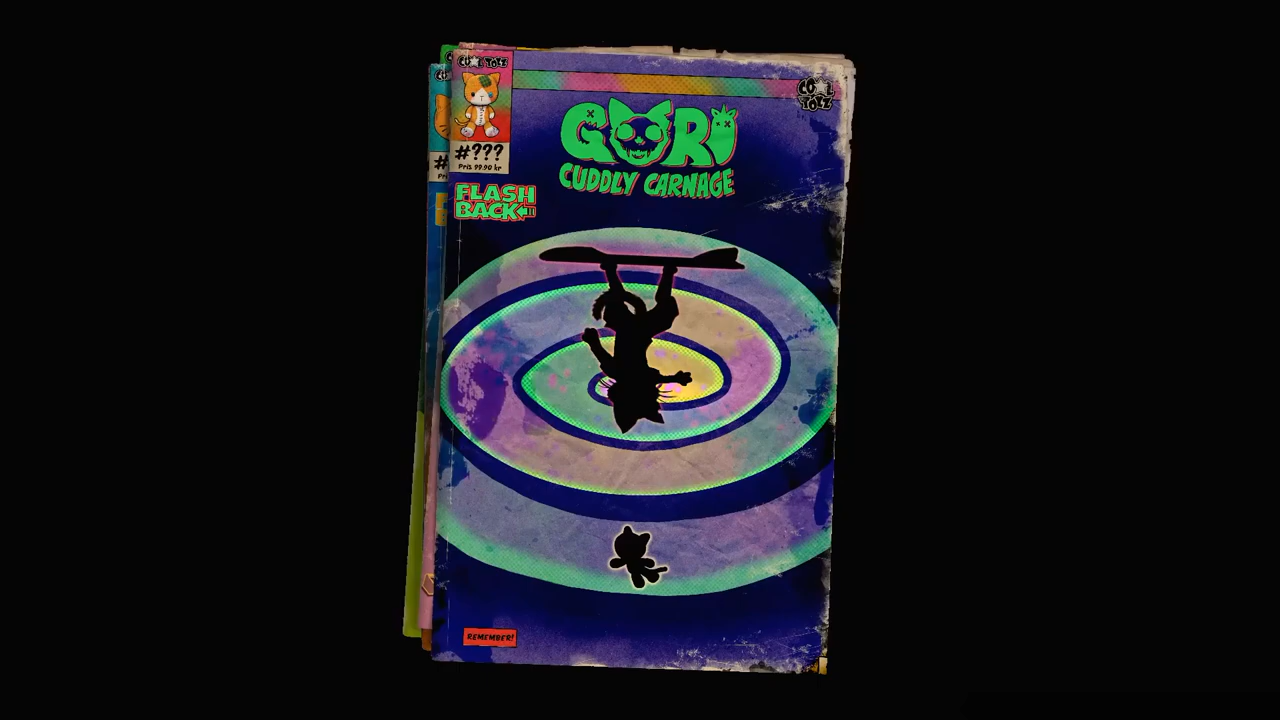 COOL TOYZ
#???
Pris 99.90 kr
COOL TOYZ
GORI
CUDDLY CARNAGE
FLASH
BACK
REMEMBER!